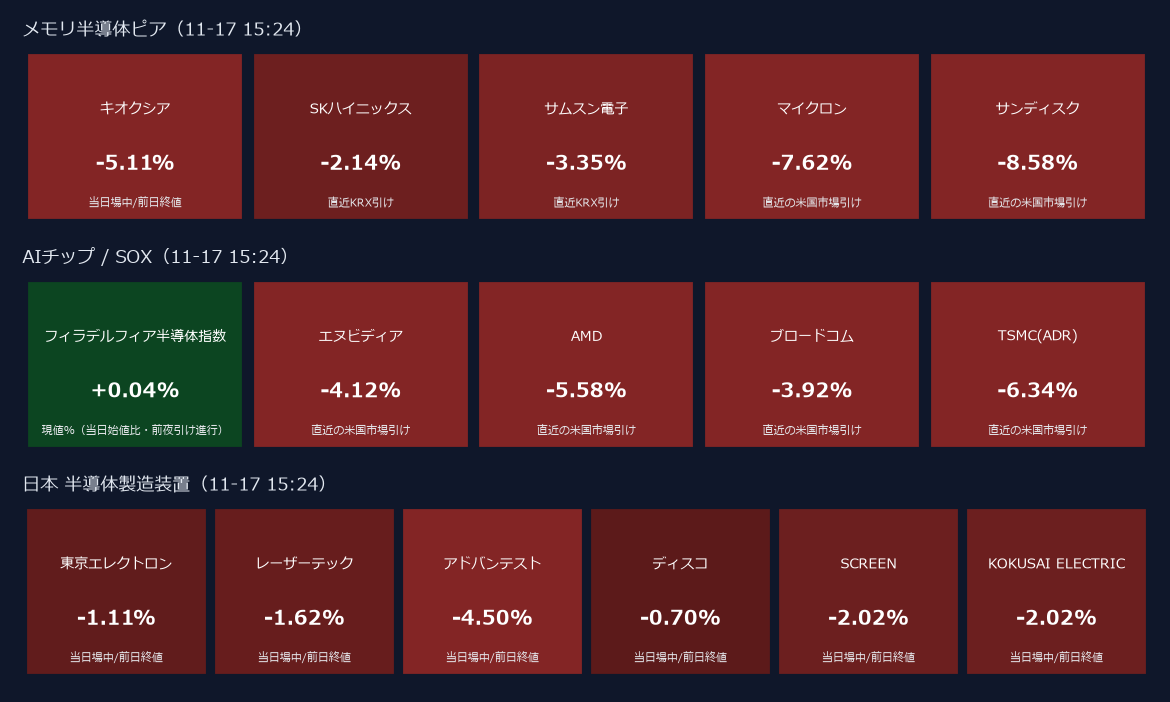 メモリ半導体ピア（11-17 15:24）
キオクシア
-5.11%
当日場中/前日終値
SKハイニックス
-2.14%
直近KRX引け
サムスン電子
-3.35%
直近KRX引け
マイクロン
-7.62%
直近の米国市場引け
サンディスク
-8.58%
直近の米国市場引け
AIチップ / SOX（11-17 15:24）
フィラデルフィア半導体指数
+0.04%
現値%（当日始値比・前夜引け進行）
エヌビディア
-4.12%
直近の米国市場引け
AMD
-5.58%
直近の米国市場引け
ブロードコム
-3.92%
直近の米国市場引け
TSMC(ADR)
-6.34%
直近の米国市場引け
日本 半導体製造装置（11-17 15:24）
東京エレクトロン
-1.11%
当日場中/前日終値
レーザーテック
-1.62%
当日場中/前日終値
アドバンテスト
-4.50%
当日場中/前日終値
ディスコ
-0.70%
当日場中/前日終値
SCREEN
-2.02%
当日場中/前日終値
KOKUSAI ELECTRIC
-2.02%
当日場中/前日終値